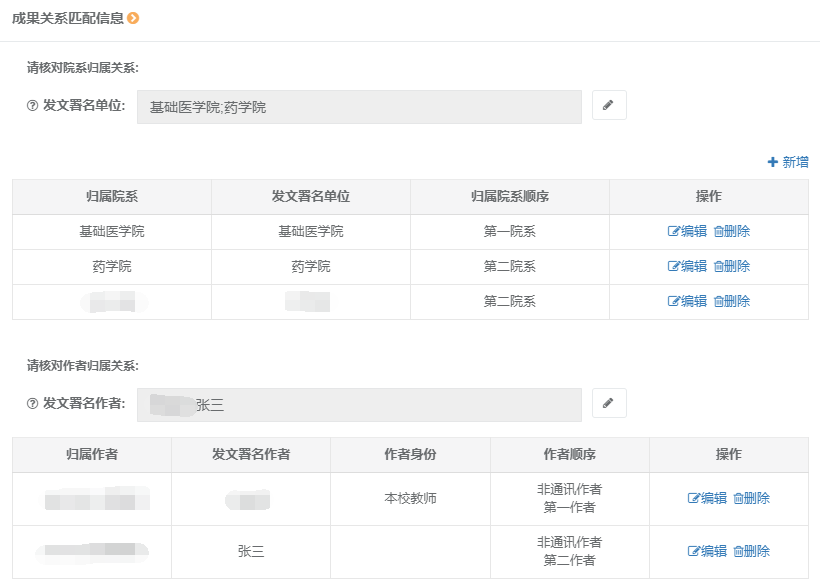 成果关系匹配信息
请核对院系归属关系:
发文署名单位: 基础医学院;药学院
新增
归属院系 发文署名单位 归属院系顺序 操作
基础医学院 基础医学院 第一院系 编辑 删除
药学院 药学院 第二院系 编辑 删除
第二院系 编辑 删除
请核对作者归属关系:
发文署名作者: 张三
归属作者 发文署名作者 作者身份 作者顺序 操作
本校教师 非通讯作者 编辑 删除
第一作者
张三 非通讯作者 编辑 删除
第二作者